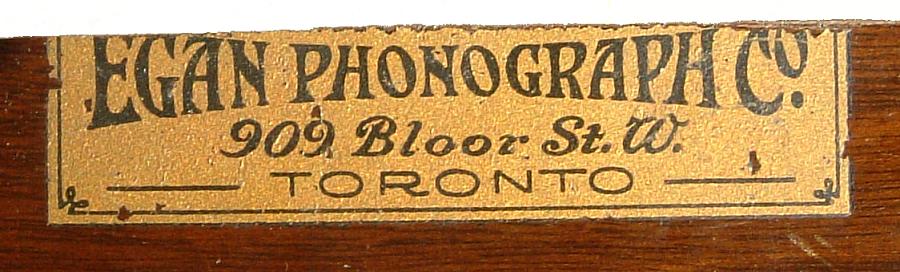 EGAN PHONOGRAPH Co.
909 Bloor St. W.
TORONTO